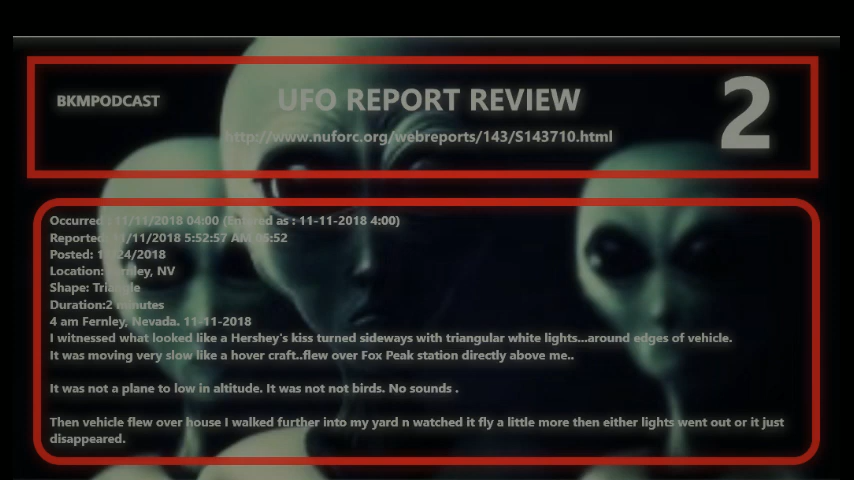 BKMPODCAST
UFO REPORT REVIEW
2
http://www.nuforc.org/webreports/143/S143710.html
Occurred : 11/11/2018 04:00 (Entered as : 11-11-2018 4:00)
Reported: 11/11/2018 5:52:57 AM 05:52
Posted: 11/24/2018
Location: Fernley, NV
Shape: Triangle
Duration:2 minutes
4 am Fernley, Nevada. 11-11-2018
I witnessed what looked like a Hershey's kiss turned sideways with triangular white lights...around edges of vehicle.
It was moving very slow like a hover craft..flew over Fox Peak station directly above me..
It was not a plane to low in altitude. It was not not birds. No sounds .
Then vehicle flew over house I walked further into my yard n watched it fly a little more then either lights went out or it just
disappeared.